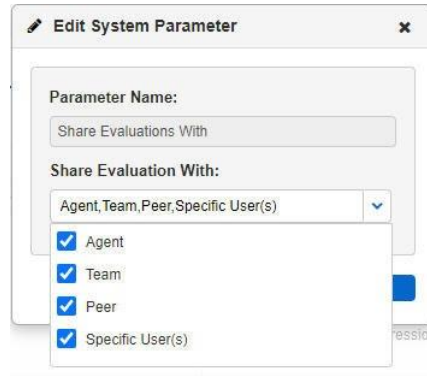 Edit System Parameter
Parameter Name:
Share Evaluations With
Share Evaluation With:
Agent,Team,Peer,Specific User(s)
Agent
Team
Peer
Specific User(s)